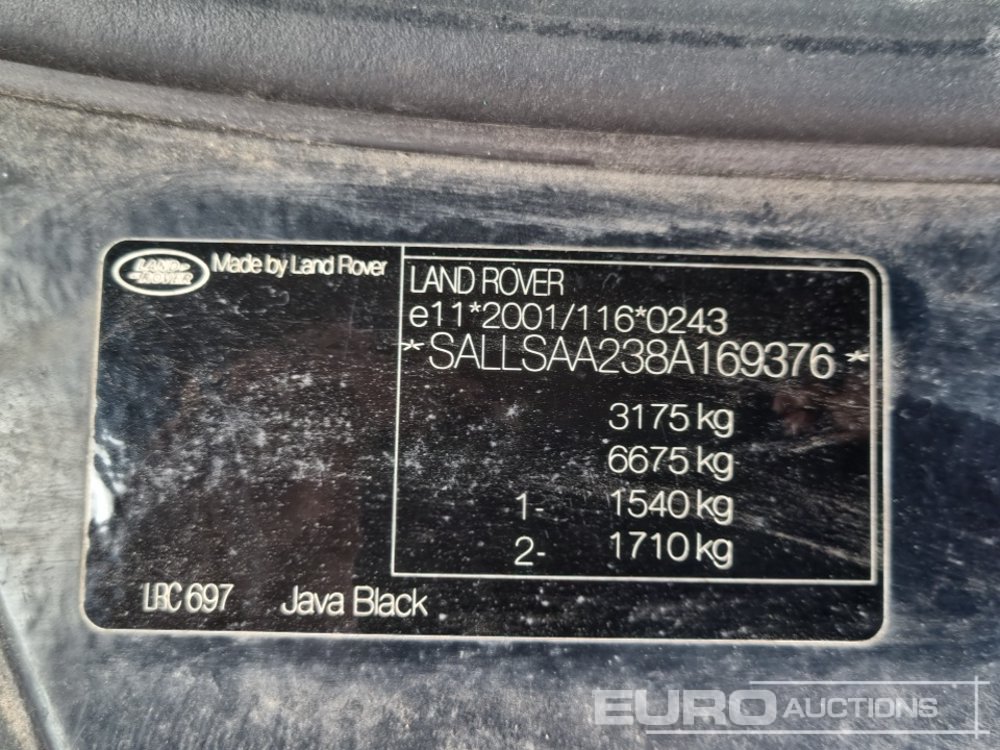 LAND ROVER
Made by Land Rover
LAND ROVER
e11*2001/116*0243
*SALLSAA238A169376*
3175 kg
6675 kg
1- 1540 kg
2- 1710 kg
LRC 697 Java Black
EURO AUCTIONS